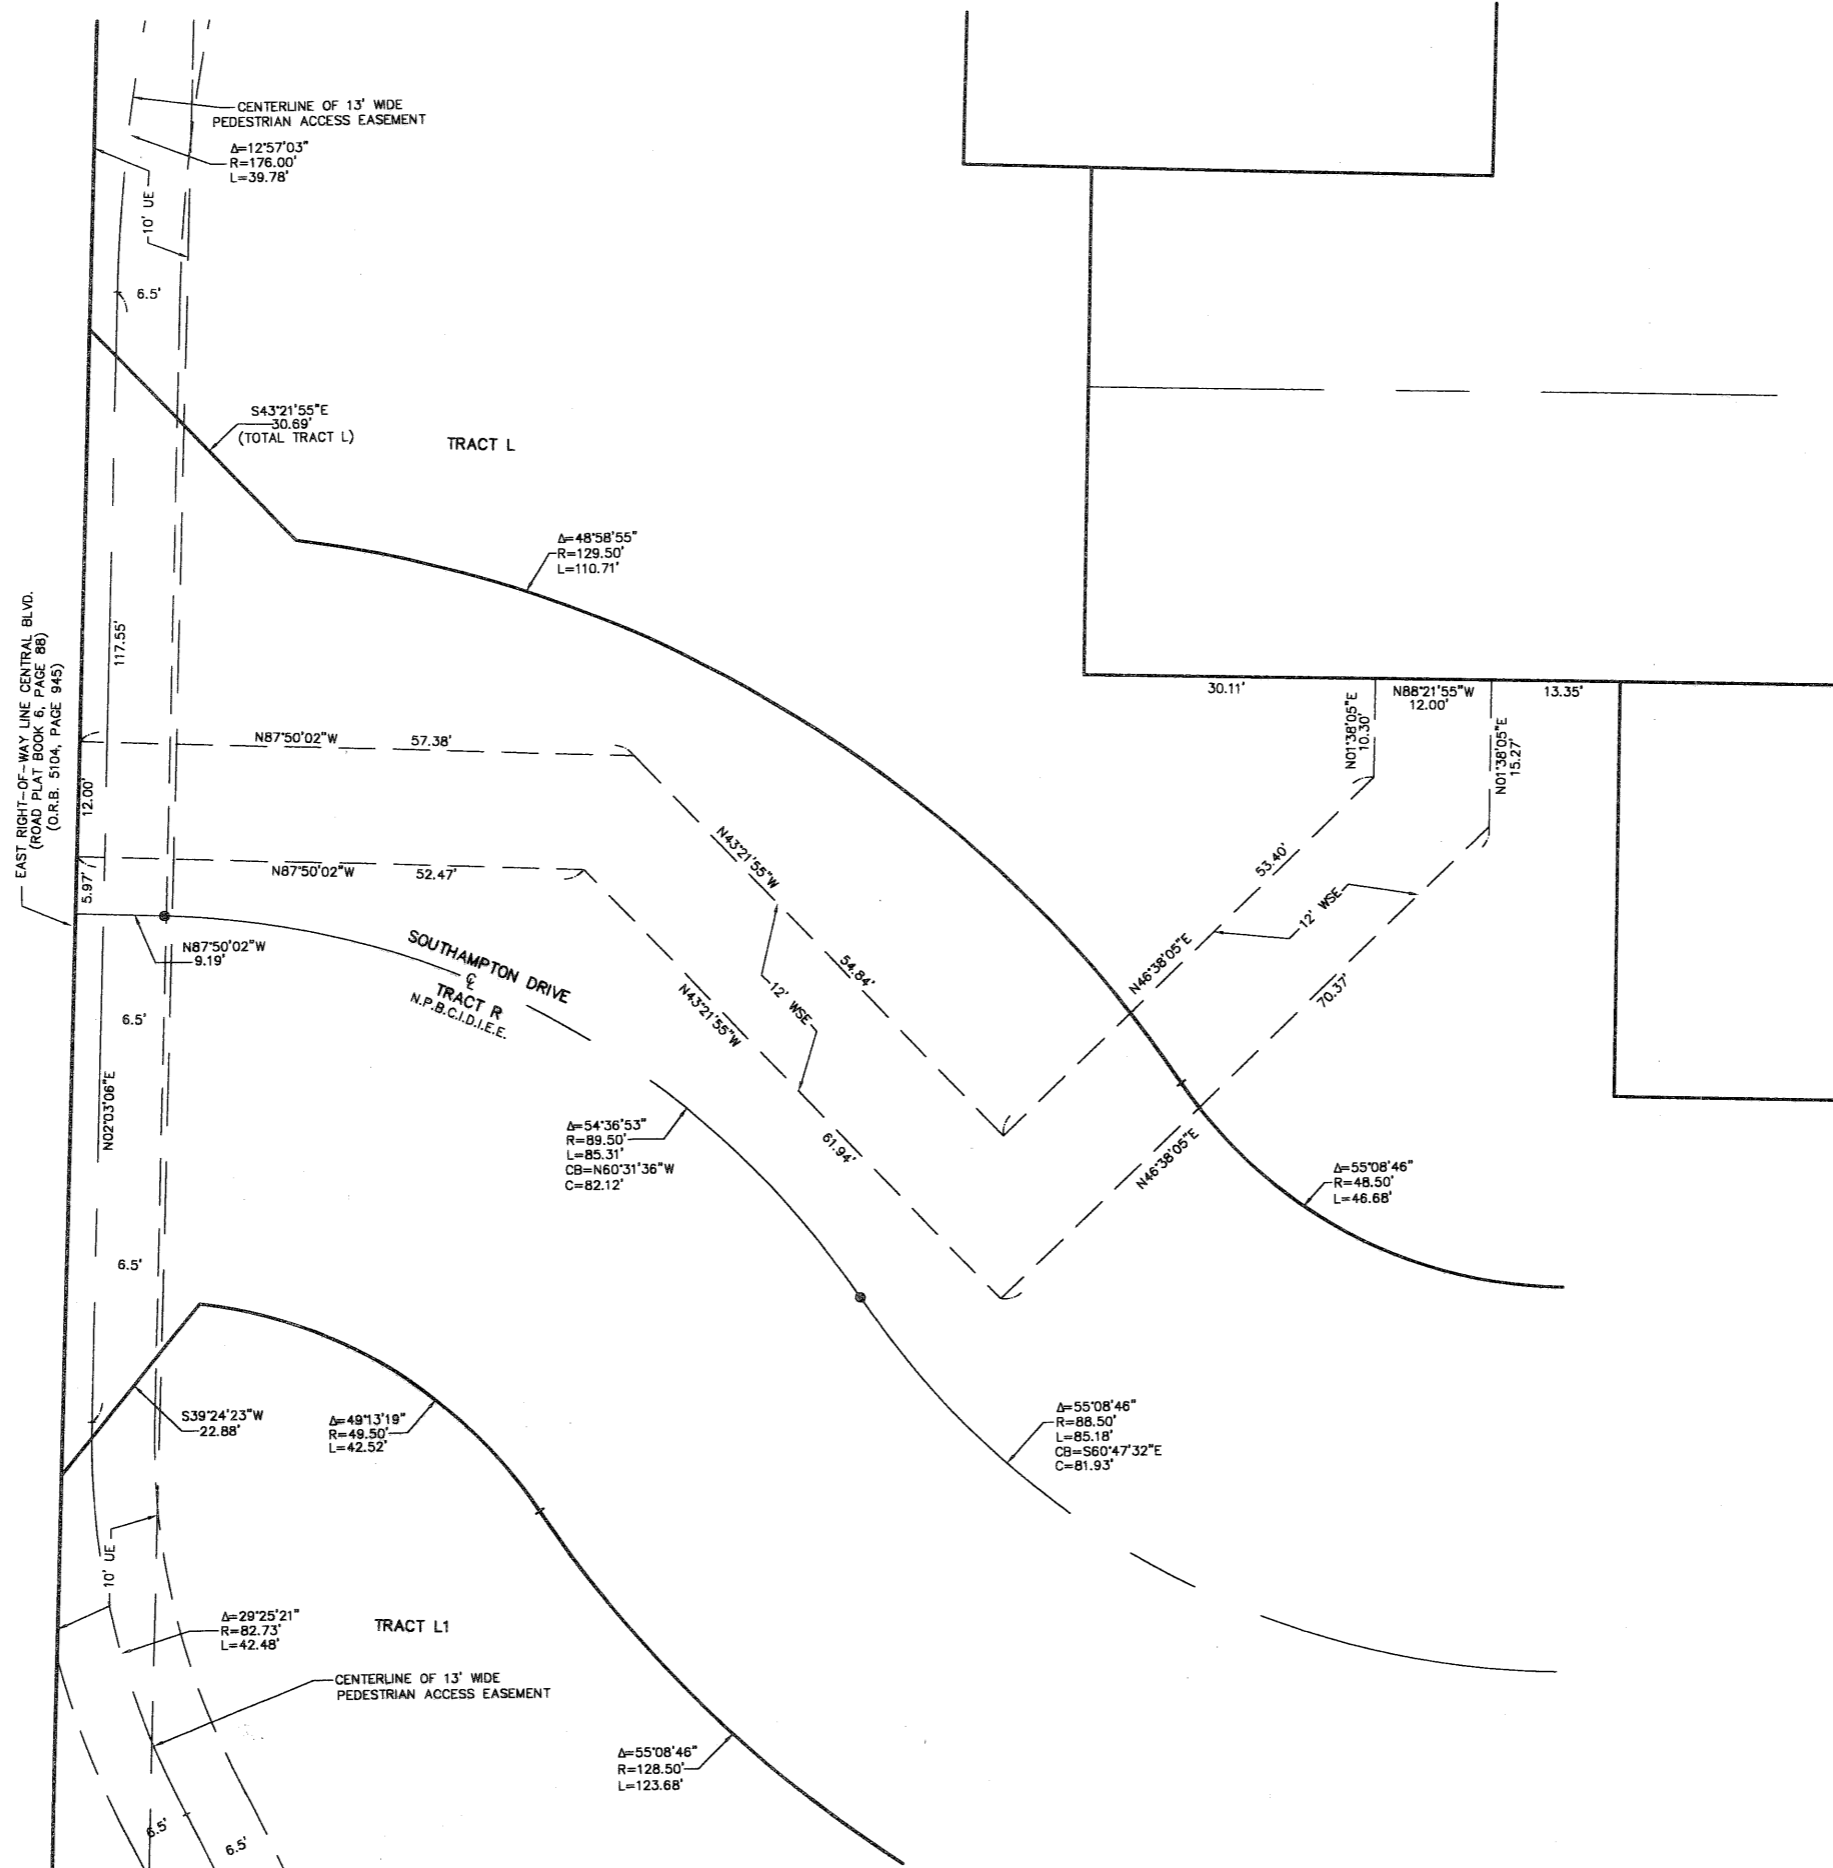 CENTERLINE OF 13' WIDE
PEDESTRIAN ACCESS EASEMENT
Δ=12°57'03"
R=176.00'
L=39.78'
10' UE
6.5'
S43°21'55"E
30.69'
(TOTAL TRACT L)
TRACT L
Δ=48°58'55"
R=129.50'
L=110.71'
EAST RIGHT-OF-WAY LINE CENTRAL BLVD.
(ROAD PLAT BOOK 6, PAGE 88)
(O.R.B. 5104, PAGE 945)
117.55'
30.11'
N88°21'55"W
12.00'
13.35'
N01°38'05"E
10.30'
N01°38'05"E
15.27'
N87°50'02"W
57.38'
12.00'
N87°50'02"W
52.47'
5.97'
N43°21'55"W
54.84'
53.40'
12' WSE
N46°38'05"E
70.37'
N87°50'02"W
9.19'
SOUTHAMPTON DRIVE
℄
TRACT R
N.P.B.C.I.D.I.E.E.
12' WSE
N43°21'55"W
61.94'
6.5'
N02°03'06"E
Δ=54°36'53"
R=89.50'
L=85.31'
CB=N60°31'36"W
C=82.12'
N46°38'05"E
Δ=55°08'46"
R=48.50'
L=46.68'
6.5'
S39°24'23"W
22.88'
Δ=49°13'19"
R=49.50'
L=42.52'
Δ=55°08'46"
R=88.50'
L=85.18'
CB=S60°47'32"E
C=81.93'
10' UE
Δ=29°25'21"
R=82.73'
L=42.48'
TRACT L1
CENTERLINE OF 13' WIDE
PEDESTRIAN ACCESS EASEMENT
Δ=55°08'46"
R=128.50'
L=123.68'
6.5'
6.5'